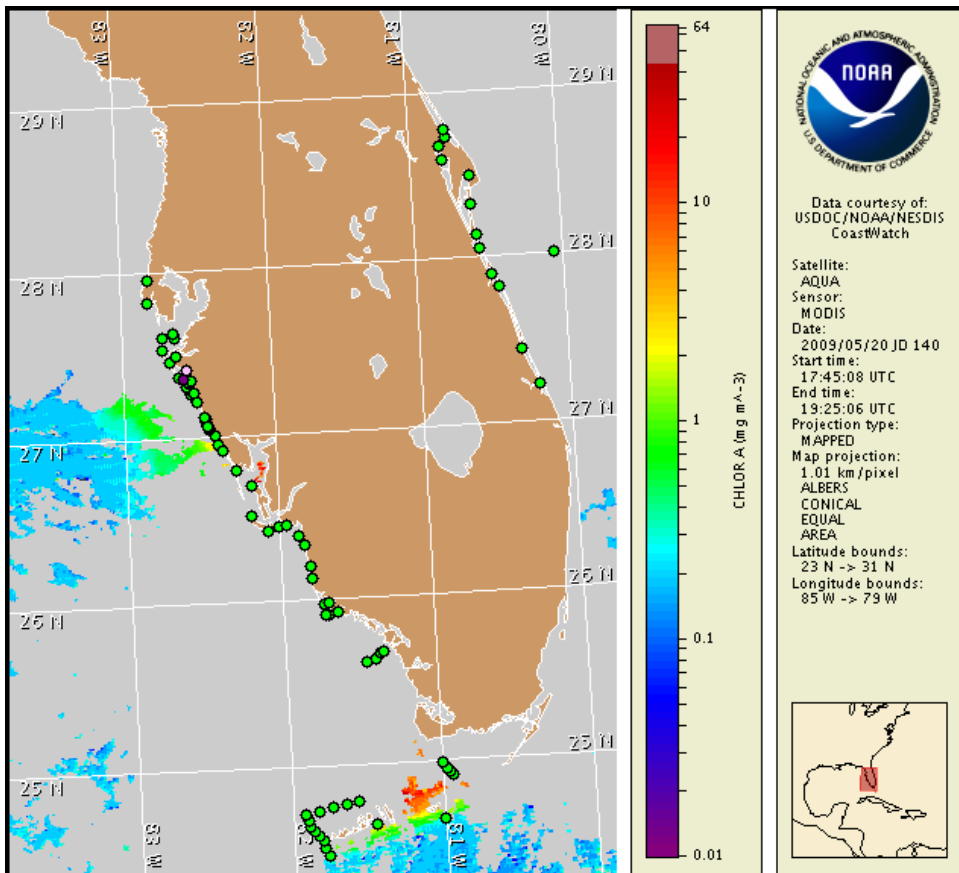 83 W
82 W
81 W
80 W
29 N
29 N
28 N
28 N
27 N
27 N
26 N
26 N
25 N
25 N
83 W
82 W
81 W
64
10
1
0.1
0.01
CHLOR A (mg m^-3)
NATIONAL OCEANIC AND ATMOSPHERIC ADMINISTRATION
NOAA
U.S. DEPARTMENT OF COMMERCE
Data courtesy of:
USDOC/NOAA/NESDIS
CoastWatch
Satellite:
AQUA
Sensor:
MODIS
Date:
2009/05/20 JD 140
Start time:
17:45:08 UTC
End time:
19:25:06 UTC
Projection type:
MAPPED
Map projection:
1.01 km/pixel
ALBERS
CONICAL
EQUAL
AREA
Latitude bounds:
23 N -> 31 N
Longitude bounds:
85 W -> 79 W